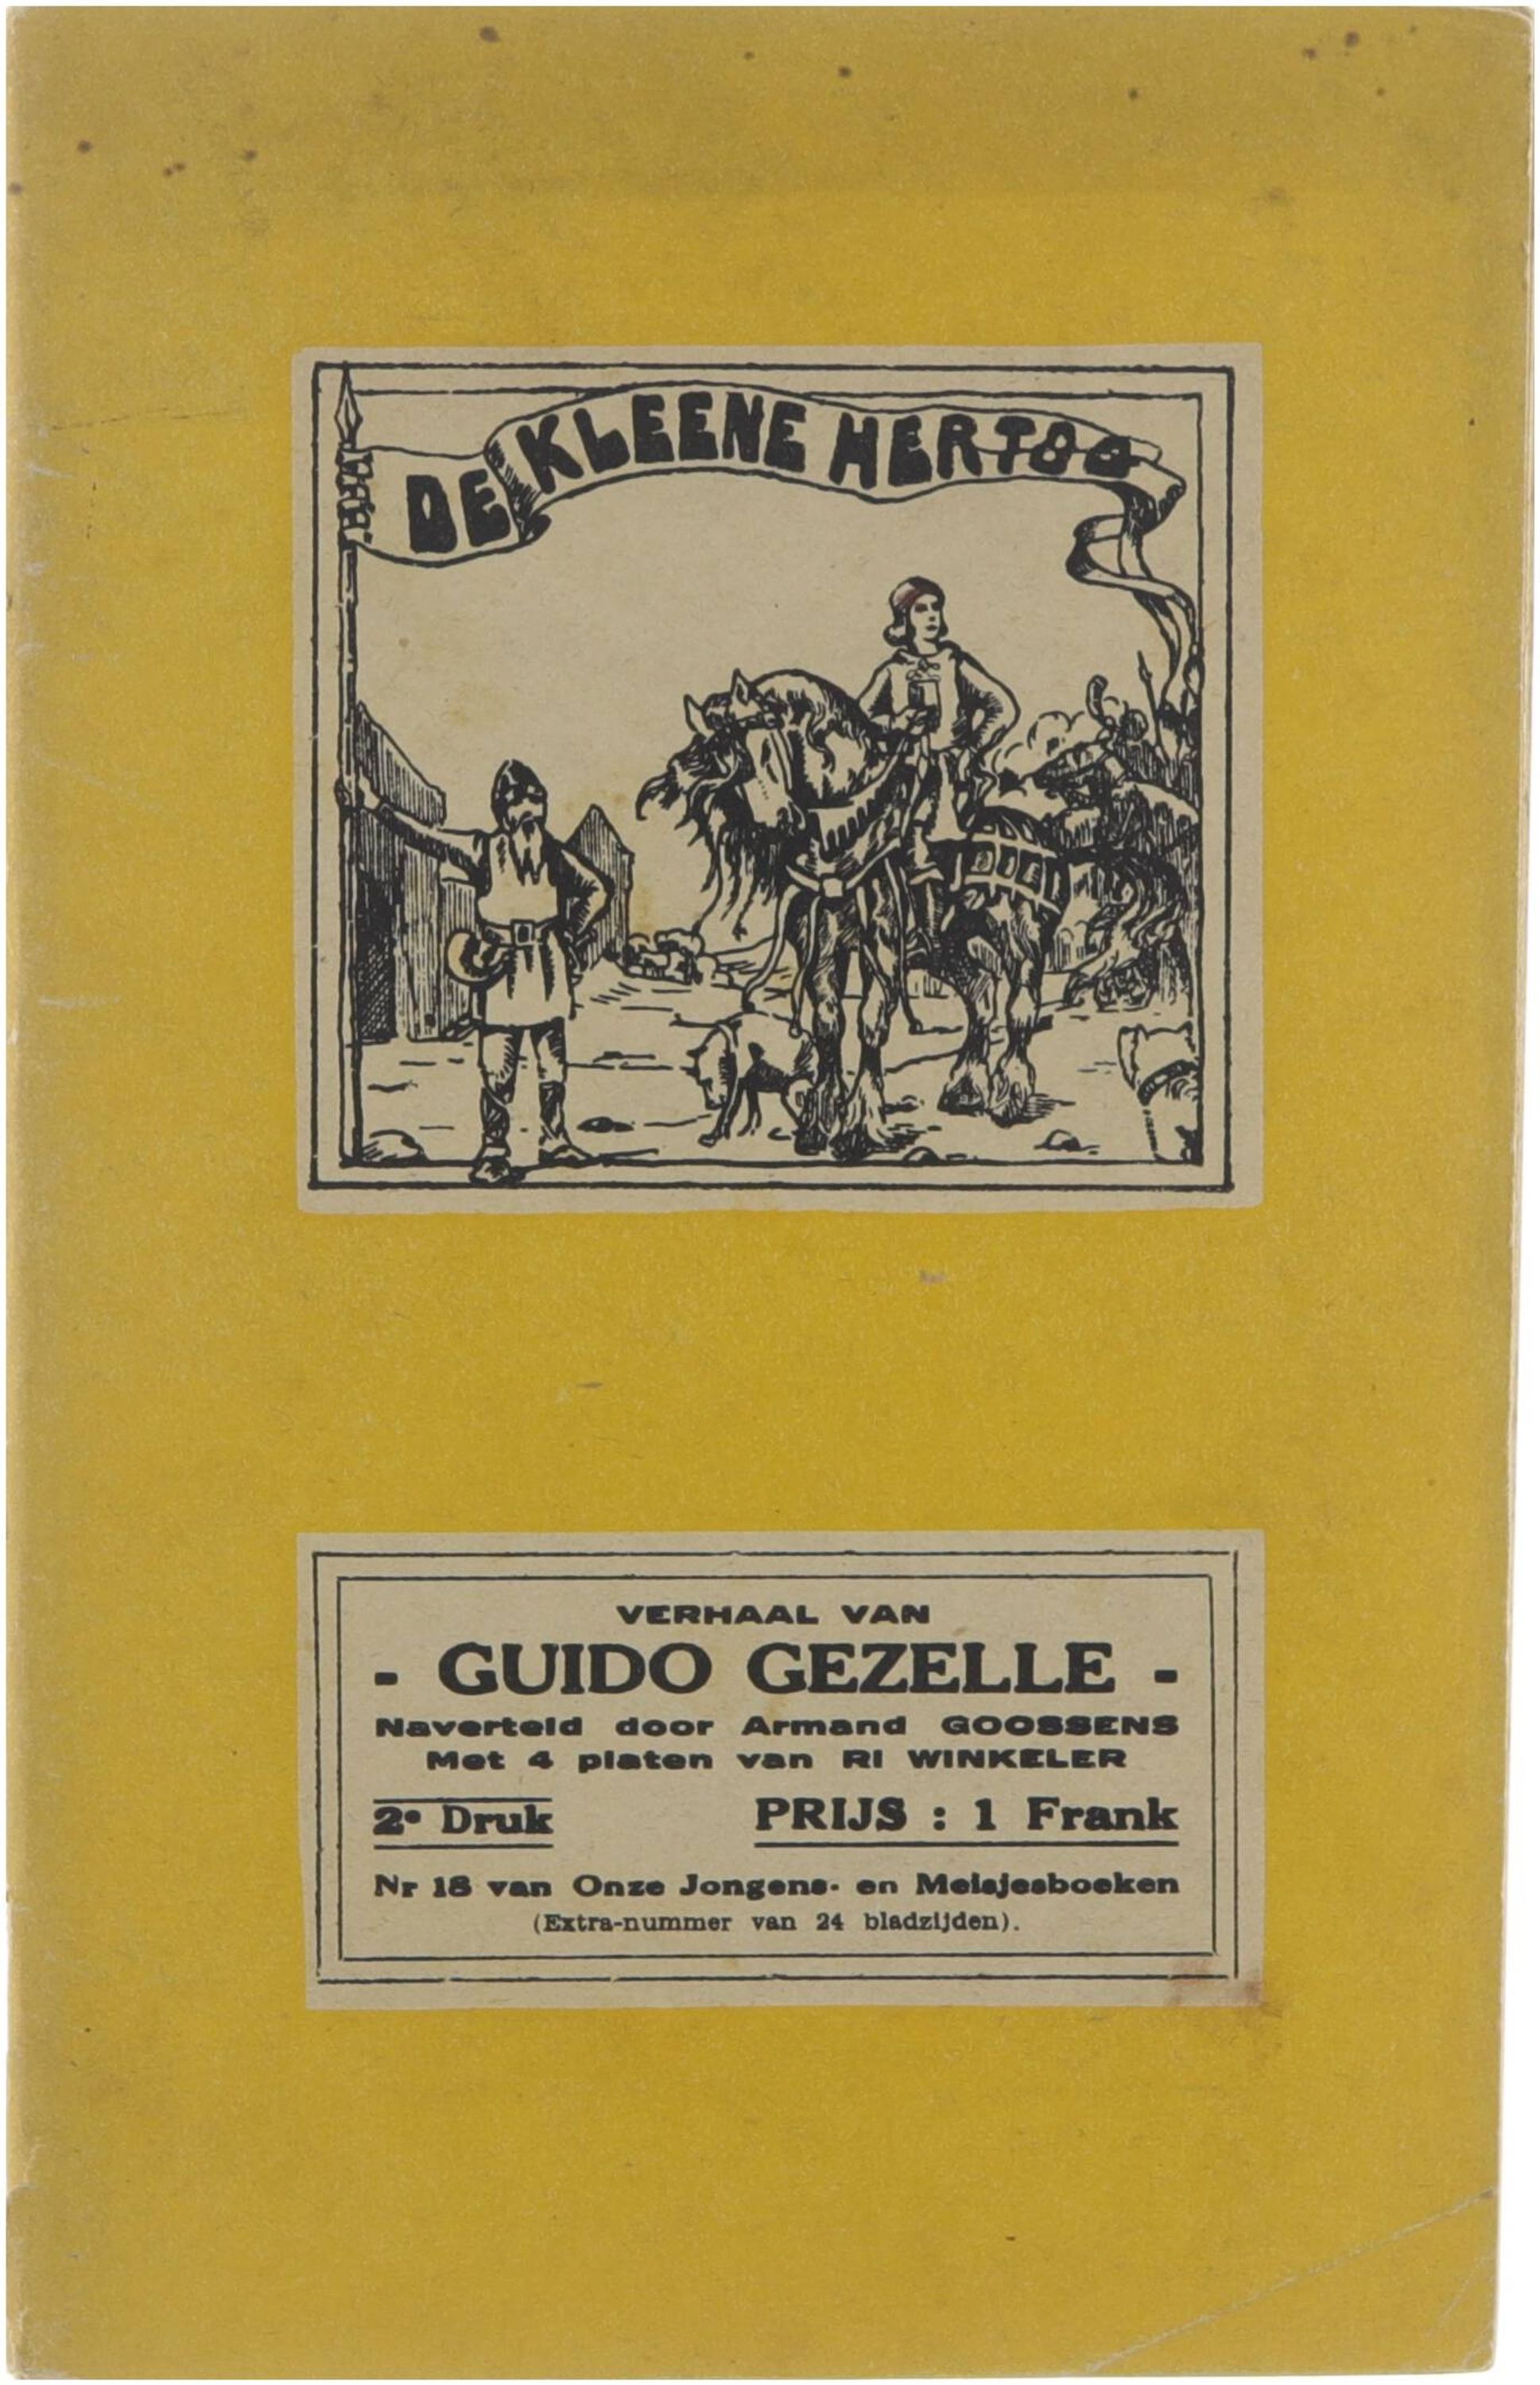 DE KLEENE HERTOG
VERHAAL VAN
- GUIDO GEZELLE -
Naverteld door Armand GOOSSENS
Met 4 platen van RI WINKELER
2e Druk
PRIJS : 1 Frank
Nr 18 van Onze Jongens- en Meisjesboeken
(Extra-nummer van 24 bladzijden).